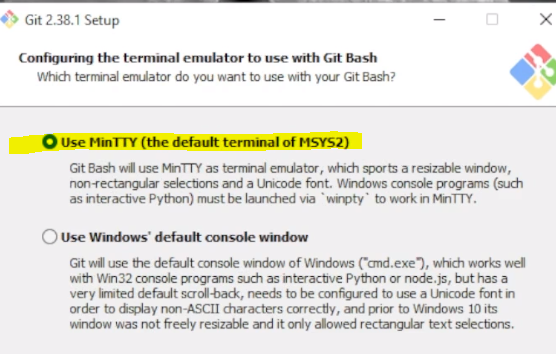 Git 2.38.1 Setup
Configuring the terminal emulator to use with Git Bash
Which terminal emulator do you want to use with your Git Bash?
Use MinTTY (the default terminal of MSYS2)
Git Bash will use MinTTY as terminal emulator, which sports a resizable window,
non-rectangular selections and a Unicode font. Windows console programs (such
as interactive Python) must be launched via `winpty` to work in MinTTY.
Use Windows' default console window
Git will use the default console window of Windows ("cmd.exe"), which works well
with Win32 console programs such as interactive Python or node.js, but has a
very limited default scroll-back, needs to be configured to use a Unicode font in
order to display non-ASCII characters correctly, and prior to Windows 10 its
window was not freely resizable and it only allowed rectangular text selections.